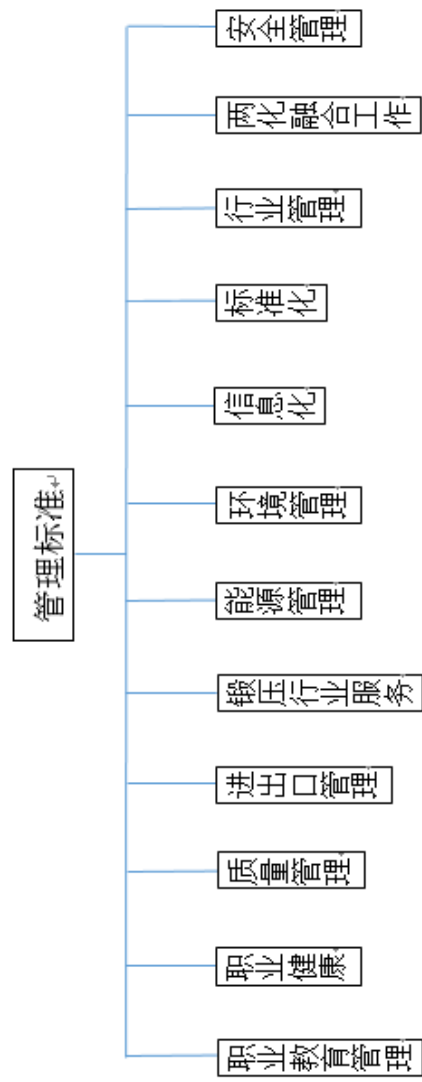 管理标准
职业教育管理
职业健康
质量管理
进出口管理
锻压行业服务
能源管理
环境管理
信息化
标准化
行业管理
两化融合工作
安全管理